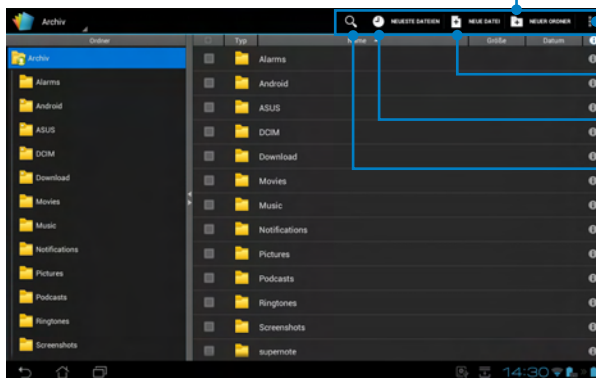 Archiv
NEUESTE DATEIEN
NEUE DATEI
NEUER ORDNER
Ordner
Typ
Name
Größe
Datum
Archiv
Alarms
Android
ASUS
DCIM
Download
Movies
Music
Notifications
Pictures
Podcasts
Ringtones
Screenshots
Alarms
Android
ASUS
DCIM
Download
Movies
Music
Notifications
Pictures
Podcasts
Ringtones
Screenshots
supernote
14:30